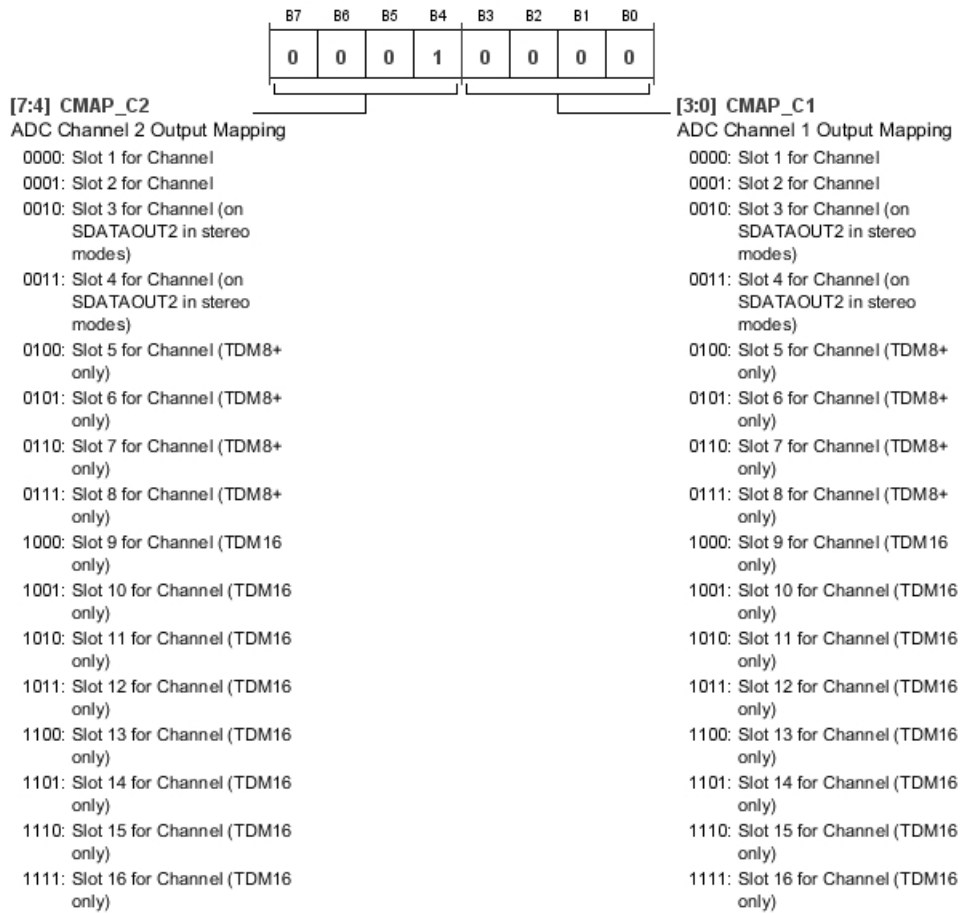 B7 B6 B5 B4 B3 B2 B1 B0
0 0 0 1 0 0 0 0
[7:4] CMAP_C2
ADC Channel 2 Output Mapping
0000: Slot 1 for Channel
0001: Slot 2 for Channel
0010: Slot 3 for Channel (on
SDATAOUT2 in stereo
modes)
0011: Slot 4 for Channel (on
SDATAOUT2 in stereo
modes)
0100: Slot 5 for Channel (TDM8+
only)
0101: Slot 6 for Channel (TDM8+
only)
0110: Slot 7 for Channel (TDM8+
only)
0111: Slot 8 for Channel (TDM8+
only)
1000: Slot 9 for Channel (TDM16
only)
1001: Slot 10 for Channel (TDM16
only)
1010: Slot 11 for Channel (TDM16
only)
1011: Slot 12 for Channel (TDM16
only)
1100: Slot 13 for Channel (TDM16
only)
1101: Slot 14 for Channel (TDM16
only)
1110: Slot 15 for Channel (TDM16
only)
1111: Slot 16 for Channel (TDM16
only)
[3:0] CMAP_C1
ADC Channel 1 Output Mapping
0000: Slot 1 for Channel
0001: Slot 2 for Channel
0010: Slot 3 for Channel (on
SDATAOUT2 in stereo
modes)
0011: Slot 4 for Channel (on
SDATAOUT2 in stereo
modes)
0100: Slot 5 for Channel (TDM8+
only)
0101: Slot 6 for Channel (TDM8+
only)
0110: Slot 7 for Channel (TDM8+
only)
0111: Slot 8 for Channel (TDM8+
only)
1000: Slot 9 for Channel (TDM16
only)
1001: Slot 10 for Channel (TDM16
only)
1010: Slot 11 for Channel (TDM16
only)
1011: Slot 12 for Channel (TDM16
only)
1100: Slot 13 for Channel (TDM16
only)
1101: Slot 14 for Channel (TDM16
only)
1110: Slot 15 for Channel (TDM16
only)
1111: Slot 16 for Channel (TDM16
only)